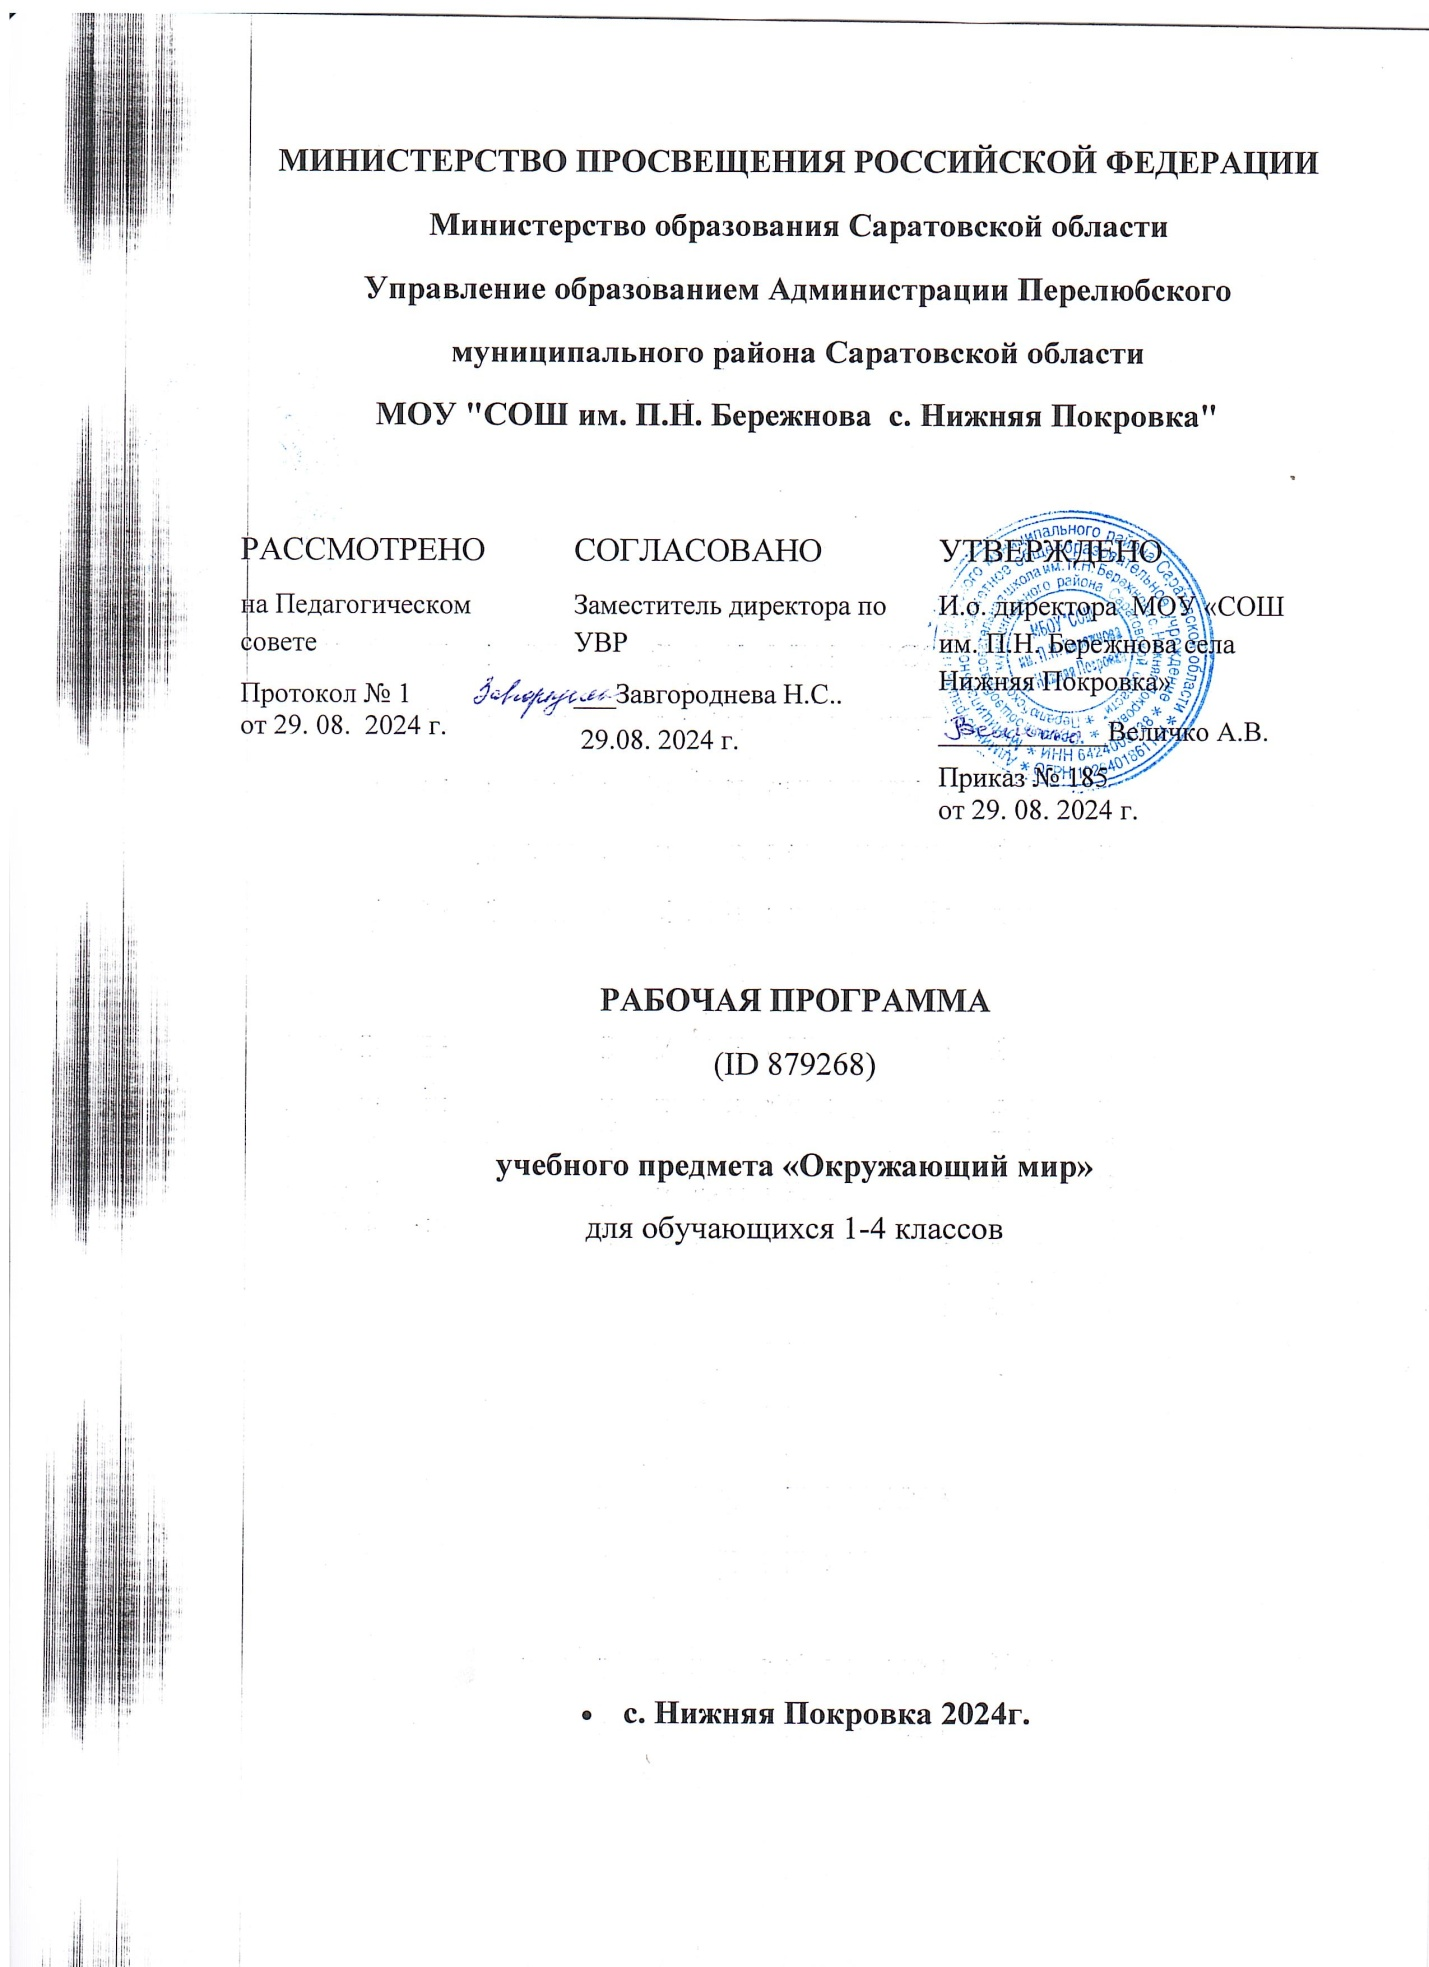 МИНИСТЕРСТВО ПРОСВЕЩЕНИЯ РОССИЙСКОЙ ФЕДЕРАЦИИ
Министерство образования Саратовской области
Управление образованием Администрации Перелюбского
муниципального района Саратовской области
МОУ "СОШ им. П.Н. Бережнова  с. Нижняя Покровка"
РАССМОТРЕНО
на Педагогическом
совете
Протокол № 1
от 29. 08.  2024 г.
СОГЛАСОВАНО
Заместитель директора по
УВР
___Завгороднева Н.С..
29.08. 2024 г.
УТВЕРЖДЕНО
И.о. директора  МОУ «СОШ
им. П.Н. Бережнова села
Нижняя Покровка»
____________ Величко А.В.
Приказ № 185
от 29. 08. 2024 г.
РАБОЧАЯ ПРОГРАММА
(ID 879268)
учебного предмета «Окружающий мир»
для обучающихся 1-4 классов
• с. Нижняя Покровка 2024г.